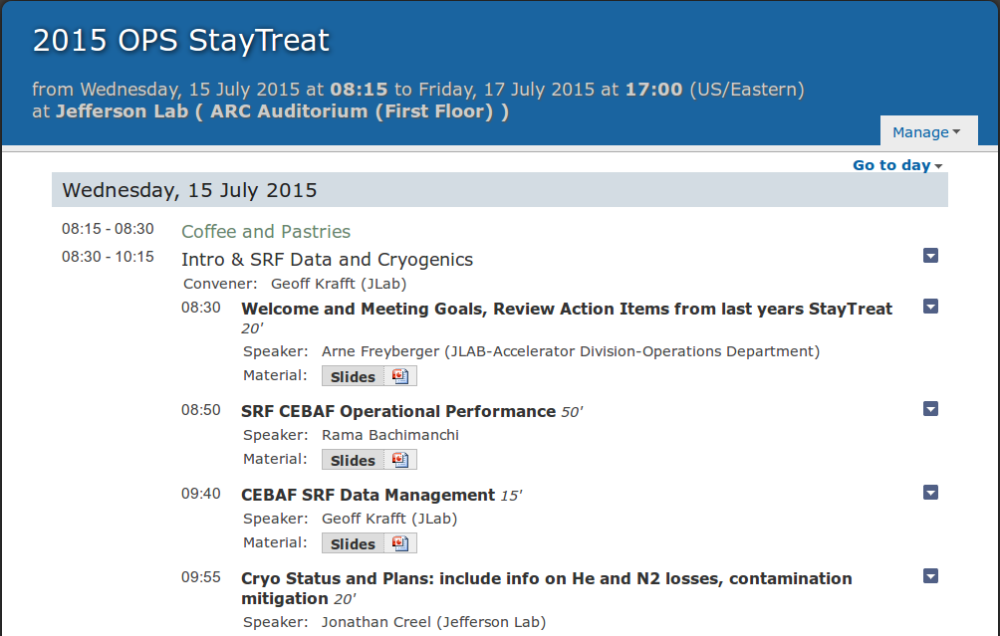 2015 OPS StayTreat
from Wednesday, 15 July 2015 at 08:15 to Friday, 17 July 2015 at 17:00 (US/Eastern)
at Jefferson Lab ( ARC Auditorium (First Floor) )
Manage
Go to day
Wednesday, 15 July 2015
08:15 - 08:30 Coffee and Pastries
08:30 - 10:15 Intro & SRF Data and Cryogenics
Convener: Geoff Krafft (JLab)
08:30 Welcome and Meeting Goals, Review Action Items from last years StayTreat
20'
Speaker: Arne Freyberger (JLAB-Accelerator Division-Operations Department)
Material: Slides
08:50 SRF CEBAF Operational Performance 50'
Speaker: Rama Bachimanchi
Material: Slides
09:40 CEBAF SRF Data Management 15'
Speaker: Geoff Krafft (JLab)
Material: Slides
09:55 Cryo Status and Plans: include info on He and N2 losses, contamination
mitigation 20'
Speaker: Jonathan Creel (Jefferson Lab)